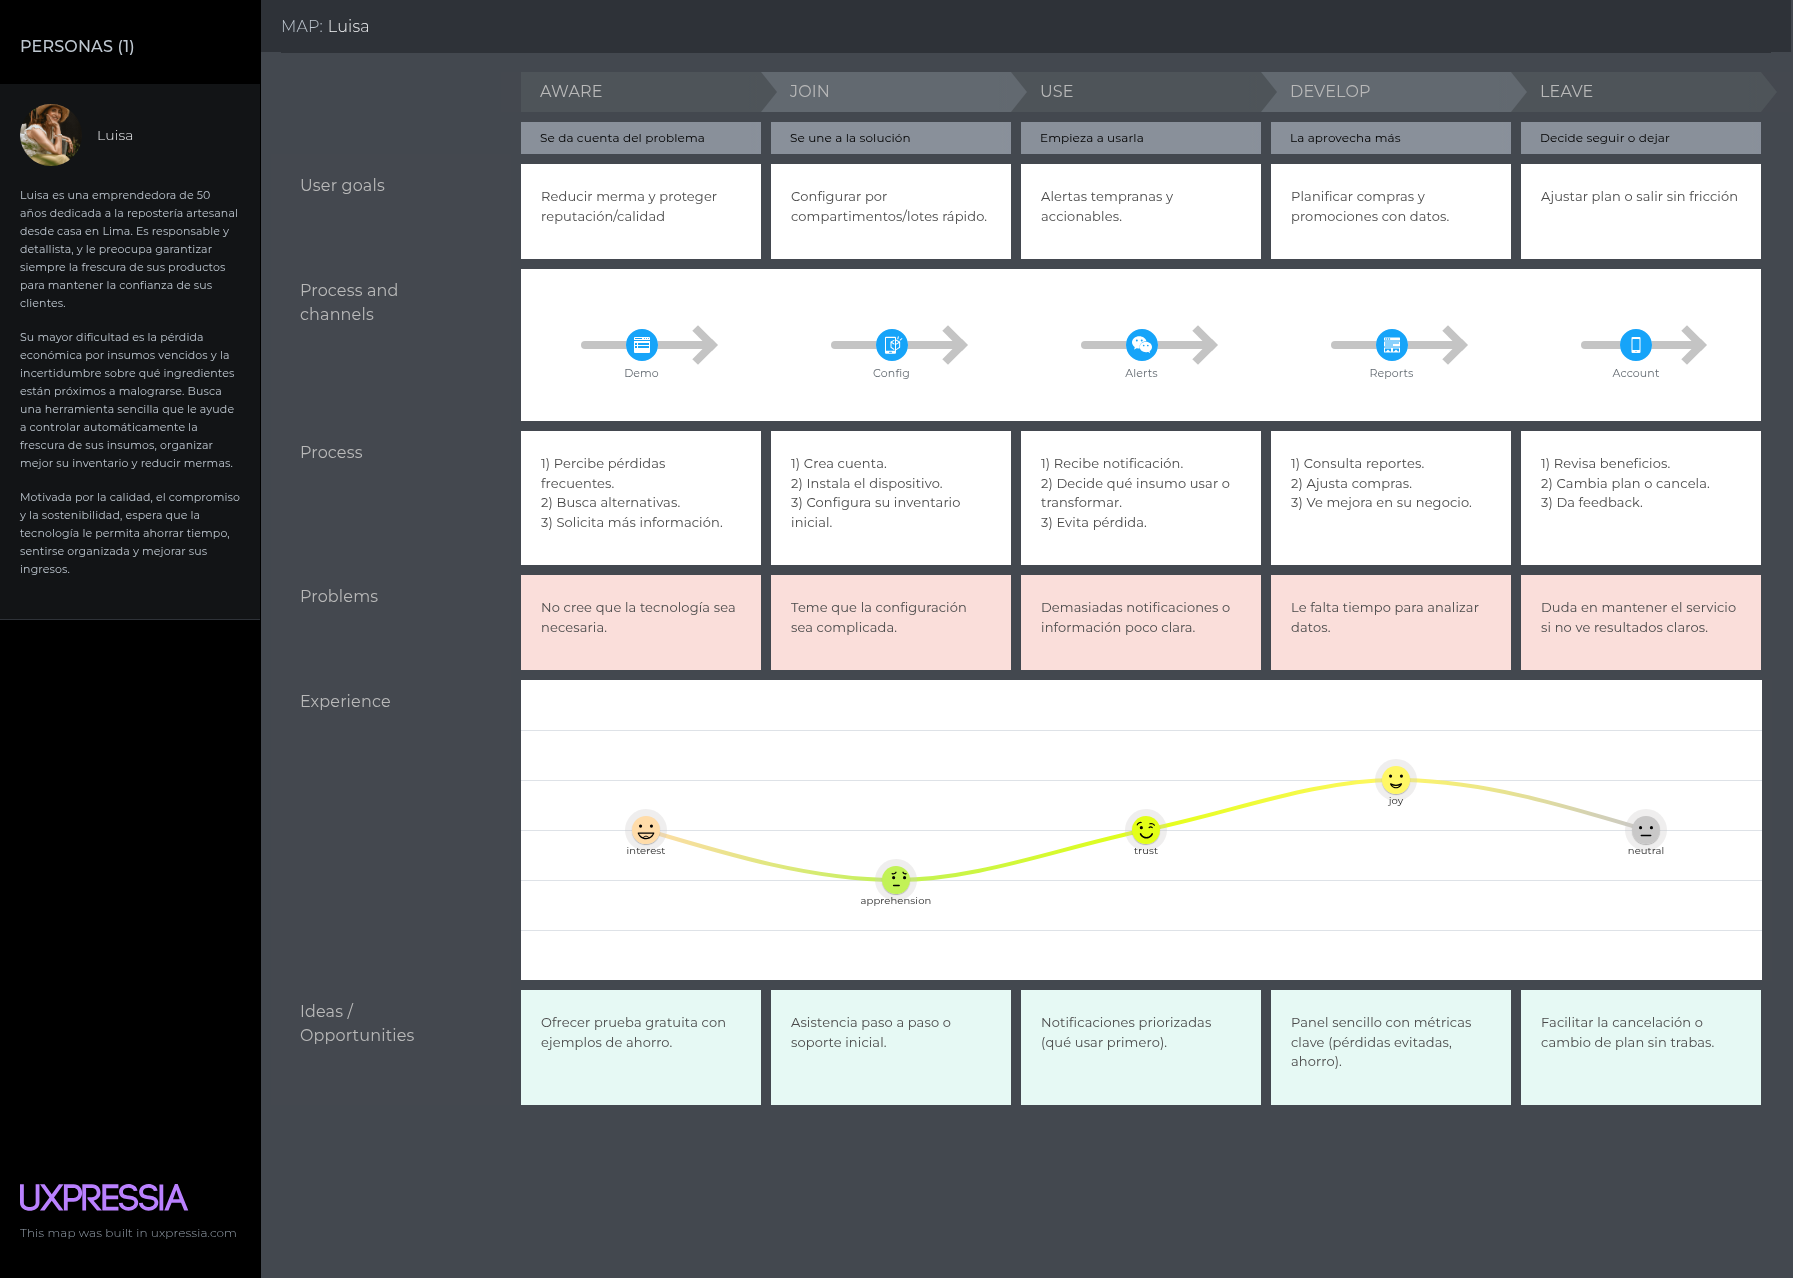 PERSONAS (1)
Luisa
Luisa es una emprendedora de 50
años dedicada a la repostería artesanal
desde casa en Lima. Es responsable y
detallista, y le preocupa garantizar
siempre la frescura de sus productos
para mantener la confianza de sus
clientes.
Su mayor dificultad es la pérdida
económica por insumos vencidos y la
incertidumbre sobre qué ingredientes
están próximos a malograrse. Busca
una herramienta sencilla que le ayude
a controlar automáticamente la
frescura de sus insumos, organizar
mejor su inventario y reducir mermas.
Motivada por la calidad, el compromiso
y la sostenibilidad, espera que la
tecnología le permita ahorrar tiempo,
sentirse organizada y mejorar sus
ingresos.
UXPRESSIA
This map was built in uxpressia.com
MAP: Luisa
AWARE
JOIN
USE
DEVELOP
LEAVE
Se da cuenta del problema
Se une a la solución
Empieza a usarla
La aprovecha más
Decide seguir o dejar
User goals
Reducir merma y proteger
reputación/calidad
Configurar por
compartimentos/lotes rápido.
Alertas tempranas y
accionables.
Planificar compras y
promociones con datos.
Ajustar plan o salir sin fricción
Process and
channels
Demo
Config
Alerts
Reports
Account
Process
1) Percibe pérdidas
frecuentes.
2) Busca alternativas.
3) Solicita más información.
1) Crea cuenta.
2) Instala el dispositivo.
3) Configura su inventario
inicial.
1) Recibe notificación.
2) Decide qué insumo usar o
transformar.
3) Evita pérdida.
1) Consulta reportes.
2) Ajusta compras.
3) Ve mejora en su negocio.
1) Revisa beneficios.
2) Cambia plan o cancela.
3) Da feedback.
Problems
No cree que la tecnología sea
necesaria.
Teme que la configuración
sea complicada.
Demasiadas notificaciones o
información poco clara.
Le falta tiempo para analizar
datos.
Duda en mantener el servicio
si no ve resultados claros.
Experience
interest
apprehension
trust
joy
neutral
Ideas /
Opportunities
Ofrecer prueba gratuita con
ejemplos de ahorro.
Asistencia paso a paso o
soporte inicial.
Notificaciones priorizadas
(qué usar primero).
Panel sencillo con métricas
clave (pérdidas evitadas,
ahorro).
Facilitar la cancelación o
cambio de plan sin trabas.